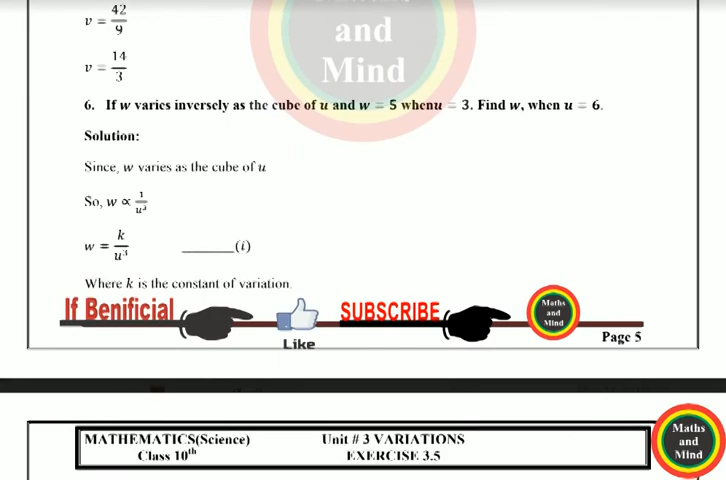 v = 42/9
v = 14/3
and
Mind
6. If w varies inversely as the cube of u and w = 5 whenu = 3. Find w, when u = 6.
Solution:
Since, w varies as the cube of u
So, w ∝ 1/u³
w = k/u³ ______(i)
Where k is the constant of variation.
If Benificial
Like
SUBSCRIBE
Maths
and
Mind
Page 5
MATHEMATICS(Science) Unit # 3 VARIATIONS
Class 10th EXERCISE 3.5
Maths
and
Mind